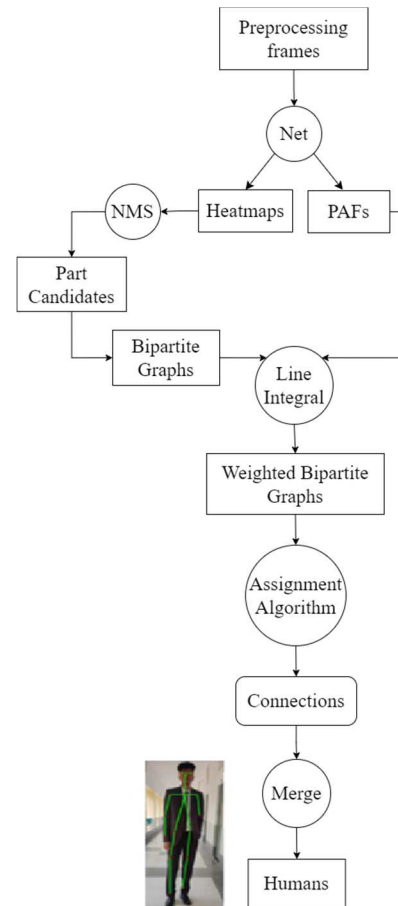 Preprocessing
frames
Net
NMS
Heatmaps
PAFs
Part
Candidates
Bipartite
Graphs
Line
Integral
Weighted Bipartite
Graphs
Assignment
Algorithm
Connections
Merge
Humans